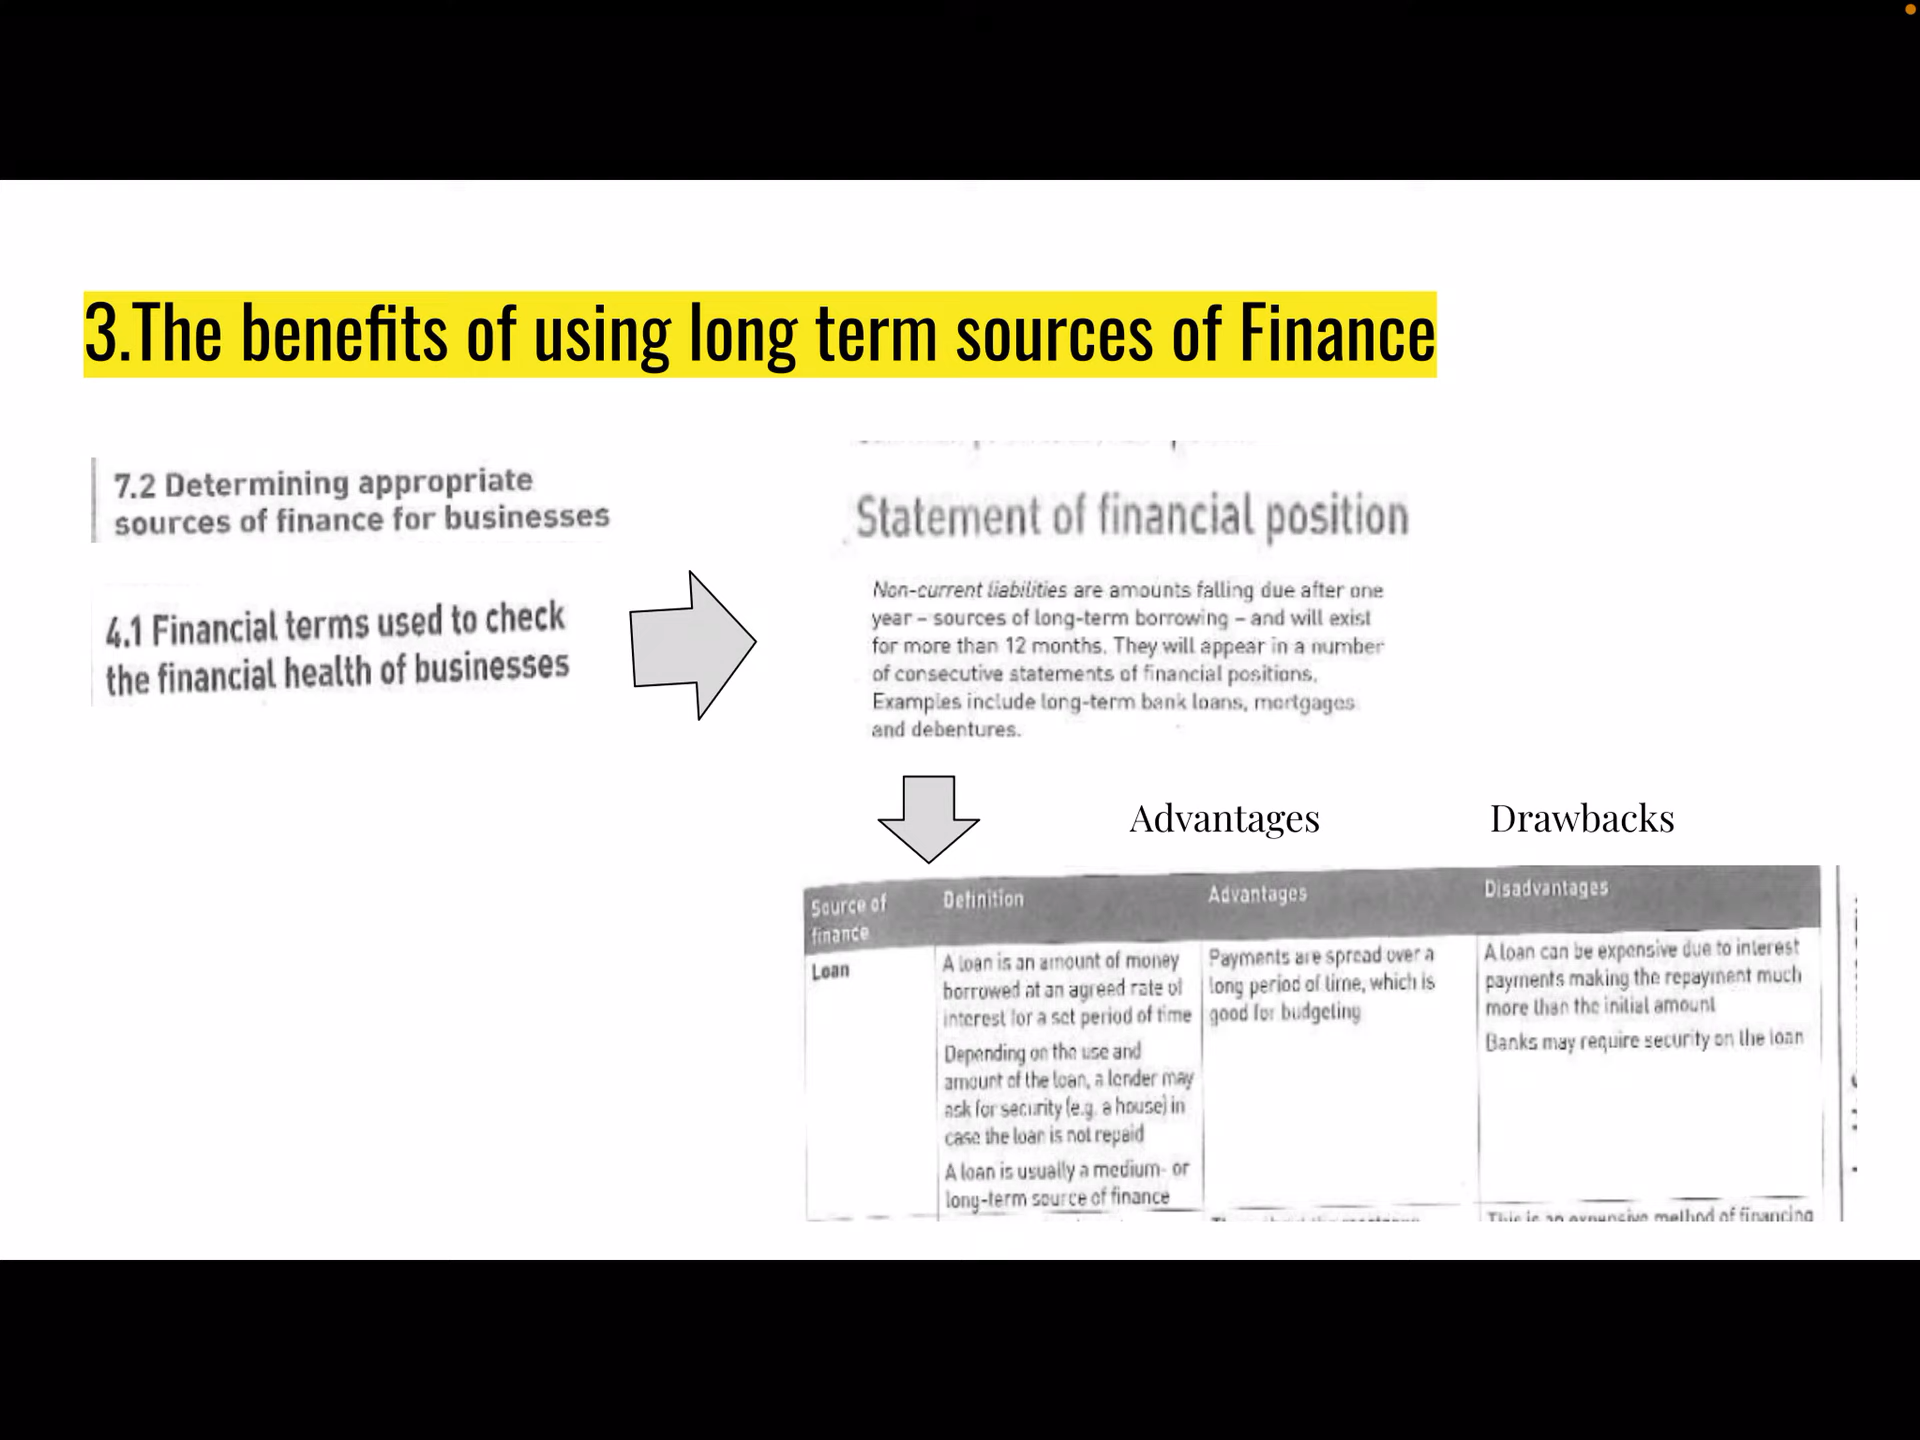 3.The benefits of using long term sources of Finance
7.2 Determining appropriate
sources of finance for businesses
4.1 Financial terms used to check
the financial health of businesses
Statement of financial position
Non-current liabilities are amounts falling due after one
year – sources of long-term borrowing – and will exist
for more than 12 months. They will appear in a number
of consecutive statements of financial positions.
Examples include long-term bank loans, mortgages
and debentures.
Advantages
Drawbacks
Source of
finance
Definition
Advantages
Disadvantages
Loan
A loan is an amount of money
borrowed at an agreed rate of
interest for a set period of time
Depending on the use and
amount of the loan, a lender may
ask for security (e.g. a house) in
case the loan is not repaid
A loan is usually a medium- or
long-term source of finance
Payments are spread over a
long period of time, which is
good for budgeting
A loan can be expensive due to interest
payments making the repayment much
more than the initial amount
Banks may require security on the loan
This is an expensive method of financing